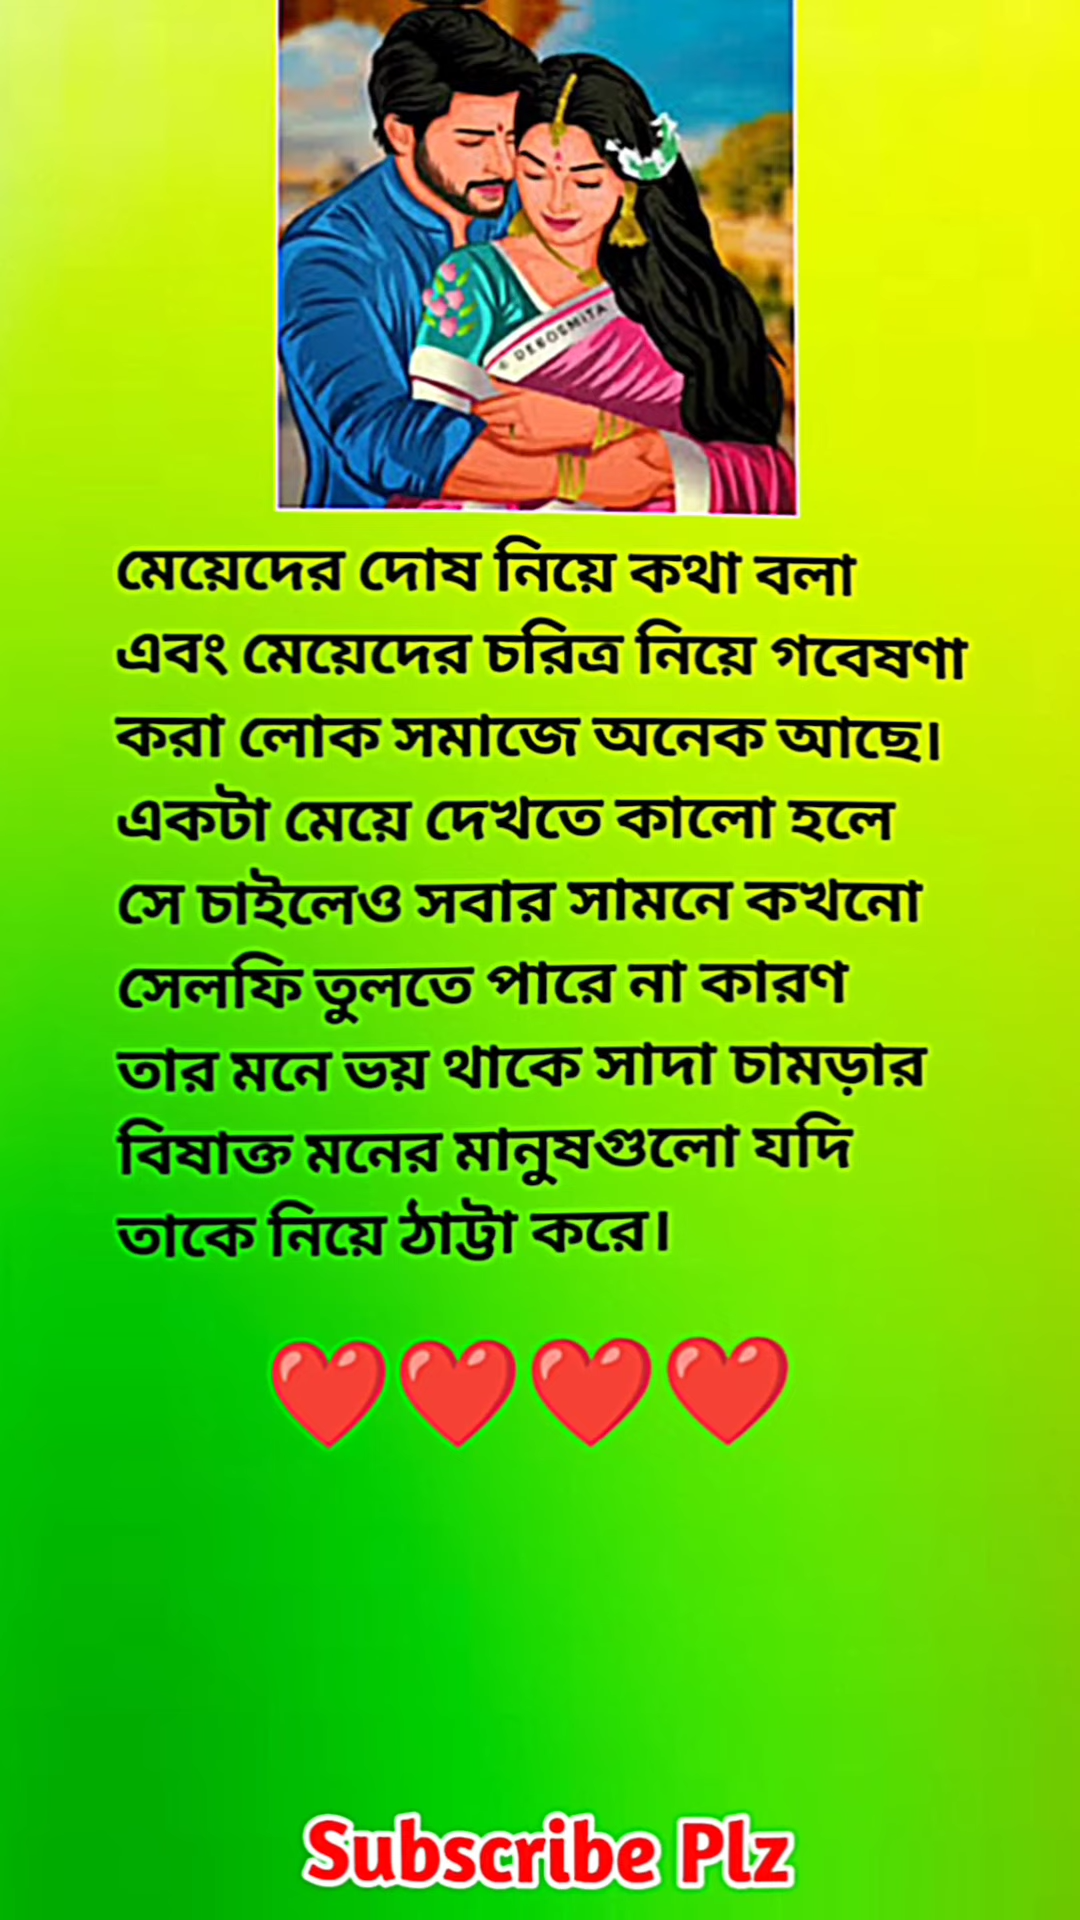 © DEBOSMITA
মেয়েদের দোষ নিয়ে কথা বলা
এবং মেয়েদের চরিত্র নিয়ে গবেষণা
করা লোক সমাজে অনেক আছে।
একটা মেয়ে দেখতে কালো হলে
সে চাইলেও সবার সামনে কখনো
সেলফি তুলতে পারে না কারণ
তার মনে ভয় থাকে সাদা চামড়ার
বিষাক্ত মনের মানুষগুলো যদি
তাকে নিয়ে ঠাট্টা করে।
Subscribe Plz